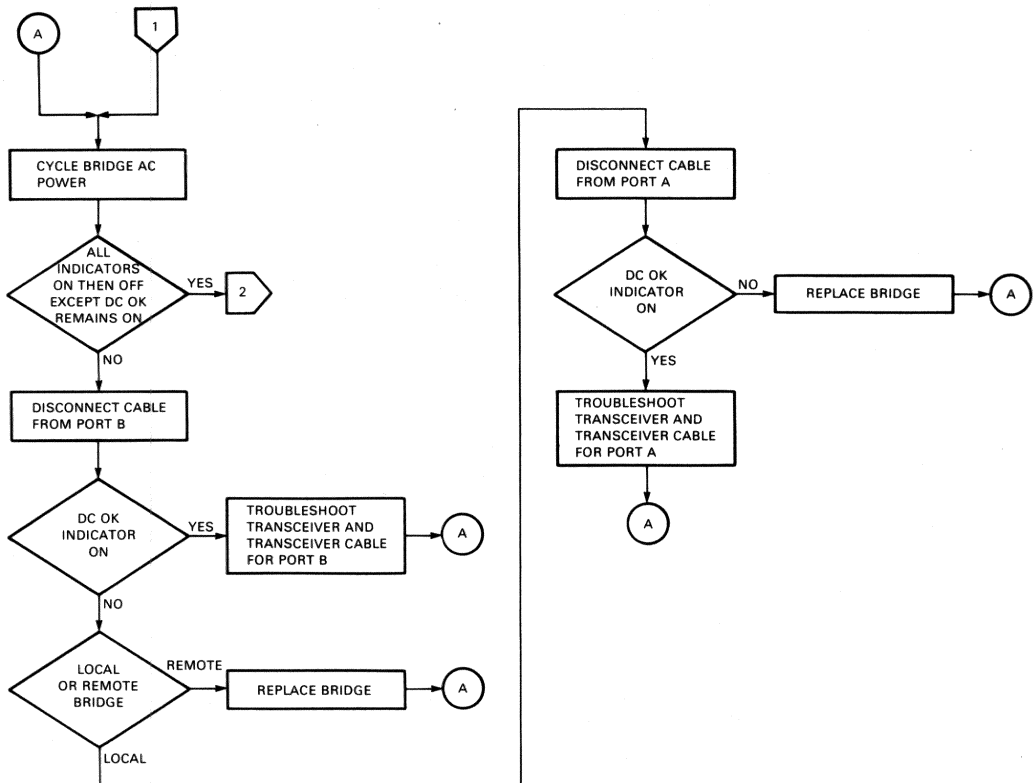 A
1
CYCLE BRIDGE AC
POWER
ALL
INDICATORS
ON THEN OFF
EXCEPT DC OK
REMAINS ON
YES
2
NO
DISCONNECT CABLE
FROM PORT B
DC OK
INDICATOR
ON
YES
TROUBLESHOOT
TRANSCEIVER AND
TRANSCEIVER CABLE
FOR PORT B
A
NO
LOCAL
OR REMOTE
BRIDGE
REMOTE
REPLACE BRIDGE
A
LOCAL
DISCONNECT CABLE
FROM PORT A
DC OK
INDICATOR
ON
NO
REPLACE BRIDGE
A
YES
TROUBLESHOOT
TRANSCEIVER AND
TRANSCEIVER CABLE
FOR PORT A
A